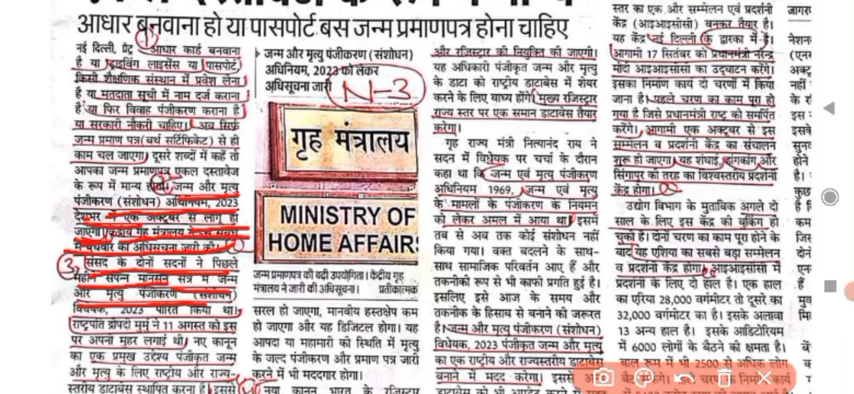 आधार बनवाना हो या पासपोर्ट बस जन्म प्रमाणपत्र होना चाहिए
नई दिल्ली, प्रेट्र : आधार कार्ड बनवाना
है या ड्राइविंग लाइसेंस या पासपोर्ट,
किसी शैक्षणिक संस्थान में प्रवेश लेना
है या मतदाता सूची में नाम दर्ज कराना
है या फिर विवाह पंजीकरण कराना है
या सरकारी नौकरी चाहिए। अब सिर्फ
जन्म प्रमाण पत्र (बर्थ सर्टिफिकेट) से ही
काम चल जाएगा। दूसरे शब्दों में कहें तो
आपका जन्म प्रमाणपत्र एकल दस्तावेज
के रूप में मान्य होगा। जन्म और मृत्यु
पंजीकरण (संशोधन) अधिनियम, 2023
देशभर में एक अक्टूबर से लागू हो
जाएगा। केंद्रीय गृह मंत्रालय ने इस संबंध
में बुधवार को अधिसूचना जारी की।
3. संसद के दोनों सदनों ने पिछले
महीने संपन्न मानसून सत्र में जन्म
और मृत्यु पंजीकरण (संशोधन)
विधेयक, 2023 पारित किया था।
राष्ट्रपति द्रौपदी मुर्मू ने 11 अगस्त को इस
पर अपनी मुहर लगाई थी। नए कानून
का एक प्रमुख उद्देश्य पंजीकृत जन्म
और मृत्यु के लिए राष्ट्रीय और राज्य-
स्तरीय डाटाबेस स्थापित करना है। इससे
जन्म और मृत्यु पंजीकरण (संशोधन)
अधिनियम, 2023 को लेकर
अधिसूचना जारी
N-3
गृह मंत्रालय
MINISTRY OF
HOME AFFAIRS
जन्म प्रमाणपत्र की बढ़ी उपयोगिता। केंद्रीय गृह
मंत्रालय ने जारी की अधिसूचना। प्रतीकात्मक
सरल हो जाएगा, मानवीय हस्तक्षेप कम
हो जाएगा और यह डिजिटल होगा। यह
आपदा या महामारी की स्थिति में मृत्यु
के जल्द पंजीकरण और प्रमाण पत्र जारी
करने में भी मददगार होगा।
नया कानून भारत के रजिस्ट्रार
और रजिस्ट्रार की नियुक्ति की जाएगी।
यह अधिकारी पंजीकृत जन्म और मृत्यु
के डाटा को राष्ट्रीय डाटाबेस में शेयर
करने के लिए बाध्य होंगे। मुख्य रजिस्ट्रार
राज्य स्तर पर एक समान डाटाबेस तैयार
करेगा।
गृह राज्य मंत्री नित्यानंद राय ने
सदन में विधेयक पर चर्चा के दौरान
कहा था कि जन्म एवं मृत्यु पंजीकरण
अधिनियम 1969, जन्म एवं मृत्यु
के मामलों के पंजीकरण के नियमन
को लेकर अमल में आया था। इसमें
तब से अब तक कोई संशोधन नहीं
किया गया। वक्त बदलने के साथ-
साथ सामाजिक परिवर्तन आए हैं और
तकनीकी रूप से भी काफी प्रगति हुई है।
इसलिए इसे आज के समय और
तकनीक के हिसाब से बनाने की जरूरत
है। जन्म और मृत्यु पंजीकरण (संशोधन)
विधेयक, 2023 पंजीकृत जन्म और मृत्यु
का एक राष्ट्रीय और राज्यस्तरीय डाटाबेस
बनाने में मदद करेगा। इससे
डाटाबेस को भी अपडेट करने में
स्तर का एक और सम्मेलन एवं प्रदर्शनी
केंद्र (आइआइसीसी) बनकर तैयार है।
यह केंद्र नई दिल्ली के द्वारका में है।
आगामी 17 सितंबर को प्रधानमंत्री नरेन्द्र
मोदी आइआइसीसी का उद्घाटन करेंगे।
इसका निर्माण कार्य दो चरणों में किया
जाना है। पहले चरण का काम पूरा हो
गया है जिसे प्रधानमंत्री राष्ट्र को समर्पित
करेंगे। आगामी एक अक्टूबर से इस
सम्मेलन व प्रदर्शनी केंद्र का संचालन
शुरू हो जाएगा। यह शंघाई, हांगकांग और
सिंगापुर की तरह का विश्वस्तरीय प्रदर्शनी
केंद्र होगा।
उद्योग विभाग के मुताबिक अगले दो
साल के लिए इस केंद्र की बुकिंग हो
चुकी है। दोनों चरण का काम पूरा होने के
बाद यह एशिया का सबसे बड़ा सम्मेलन
व प्रदर्शनी केंद्र होगा। आइआइसीसी में
प्रदर्शनी के लिए दो हाल है। एक हाल
का एरिया 28,000 वर्गमीटर तो दूसरे का
32,000 वर्गमीटर का है। इसके अलावा
13 अन्य हाल है। इसके आडिटोरियम
में 6000 लोगों के बैठने की क्षमता है।
बाल रूम में भी 2500 से अधिक लोग